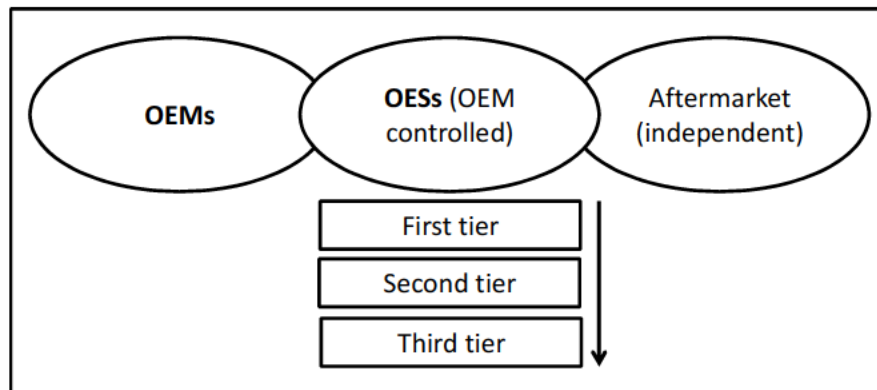 OEMs
OESs (OEM
controlled)
Aftermarket
(independent)
First tier
Second tier
Third tier